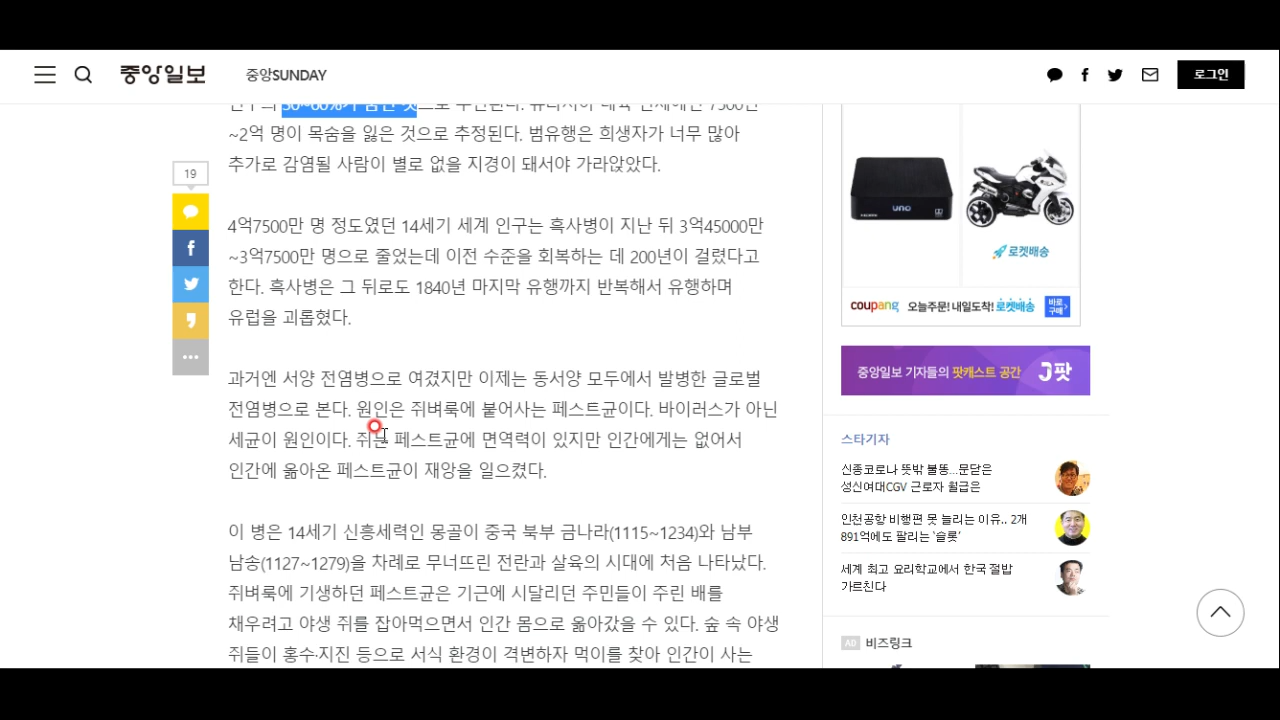 중앙일보
중앙SUNDAY
로그인
~2억 명이 목숨을 잃은 것으로 추정된다. 범유행은 희생자가 너무 많아
추가로 감염될 사람이 별로 없을 지경이 돼서야 가라앉았다.
19
4억7500만 명 정도였던 14세기 세계 인구는 흑사병이 지난 뒤 3억45000만
~3억7500만 명으로 줄었는데 이전 수준을 회복하는 데 200년이 걸렸다고
한다. 흑사병은 그 뒤로도 1840년 마지막 유행까지 반복해서 유행하며
유럽을 괴롭혔다.
과거엔 서양 전염병으로 여겼지만 이제는 동서양 모두에서 발병한 글로벌
전염병으로 본다. 원인은 쥐벼룩에 붙어사는 페스트균이다. 바이러스가 아닌
세균이 원인이다. 쥐는 페스트균에 면역력이 있지만 인간에게는 없어서
인간에 옮아온 페스트균이 재앙을 일으켰다.
이 병은 14세기 신흥세력인 몽골이 중국 북부 금나라(1115~1234)와 남부
남송(1127~1279)을 차례로 무너뜨린 전란과 살육의 시대에 처음 나타났다.
쥐벼룩에 기생하던 페스트균은 기근에 시달리던 주민들이 주린 배를
채우려고 야생 쥐를 잡아먹으면서 인간 몸으로 옮아갔을 수 있다. 숲 속 야생
쥐들이 홍수·지진 등으로 서식 환경이 격변하자 먹이를 찾아 인간이 사는
uno
로켓배송
coupang 오늘주문! 내일도착! 로켓배송 바로구매
중앙일보 기자들의 팟캐스트 공간 J팟
스타기자
신종코로나 뜻밖 불똥...문닫은
성신여대CGV 근로자 월급은
인천공항 비행편 못 늘리는 이유.. 2개
891억에도 팔리는 '슬롯'
세계 최고 요리학교에서 한국 절밥
가르친다
AD 비즈링크